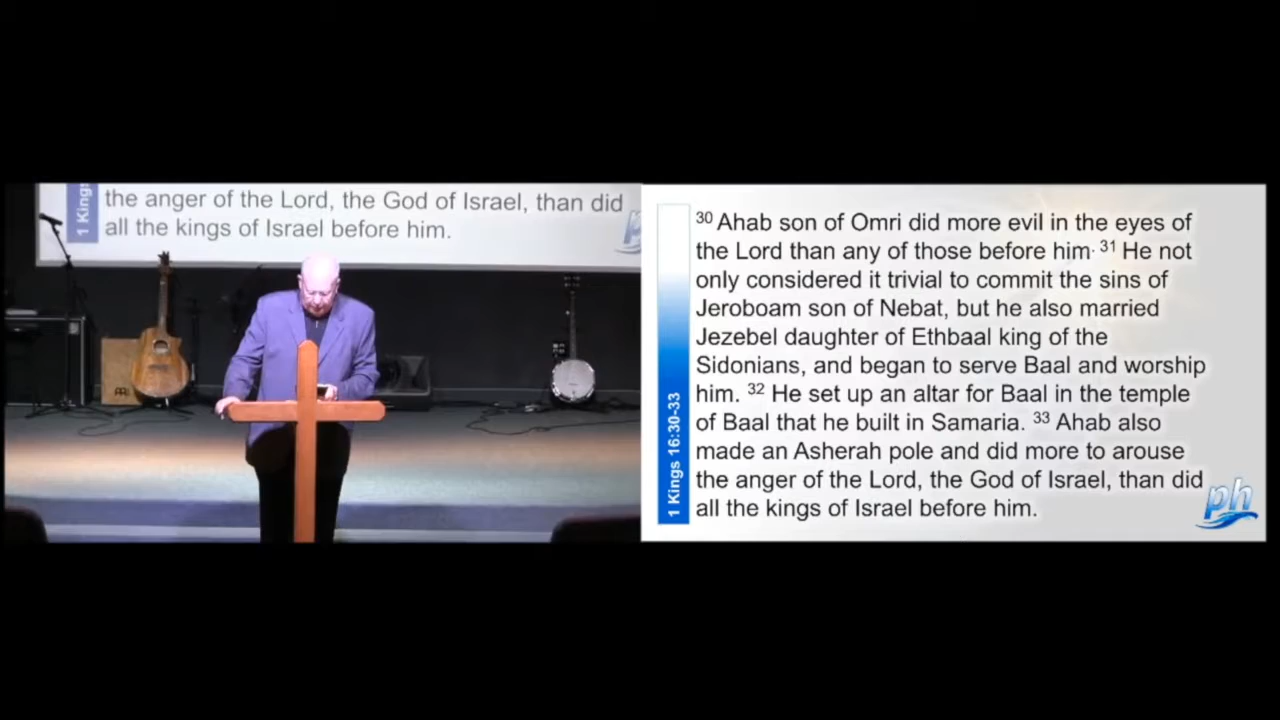 1 Kings
the anger of the Lord, the God of Israel, than did
all the kings of Israel before him.
30 Ahab son of Omri did more evil in the eyes of
the Lord than any of those before him. 31 He not
only considered it trivial to commit the sins of
Jeroboam son of Nebat, but he also married
Jezebel daughter of Ethbaal king of the
Sidonians, and began to serve Baal and worship
him. 32 He set up an altar for Baal in the temple
of Baal that he built in Samaria. 33 Ahab also
made an Asherah pole and did more to arouse
the anger of the Lord, the God of Israel, than did
all the kings of Israel before him.
1 Kings 16:30-33
ph